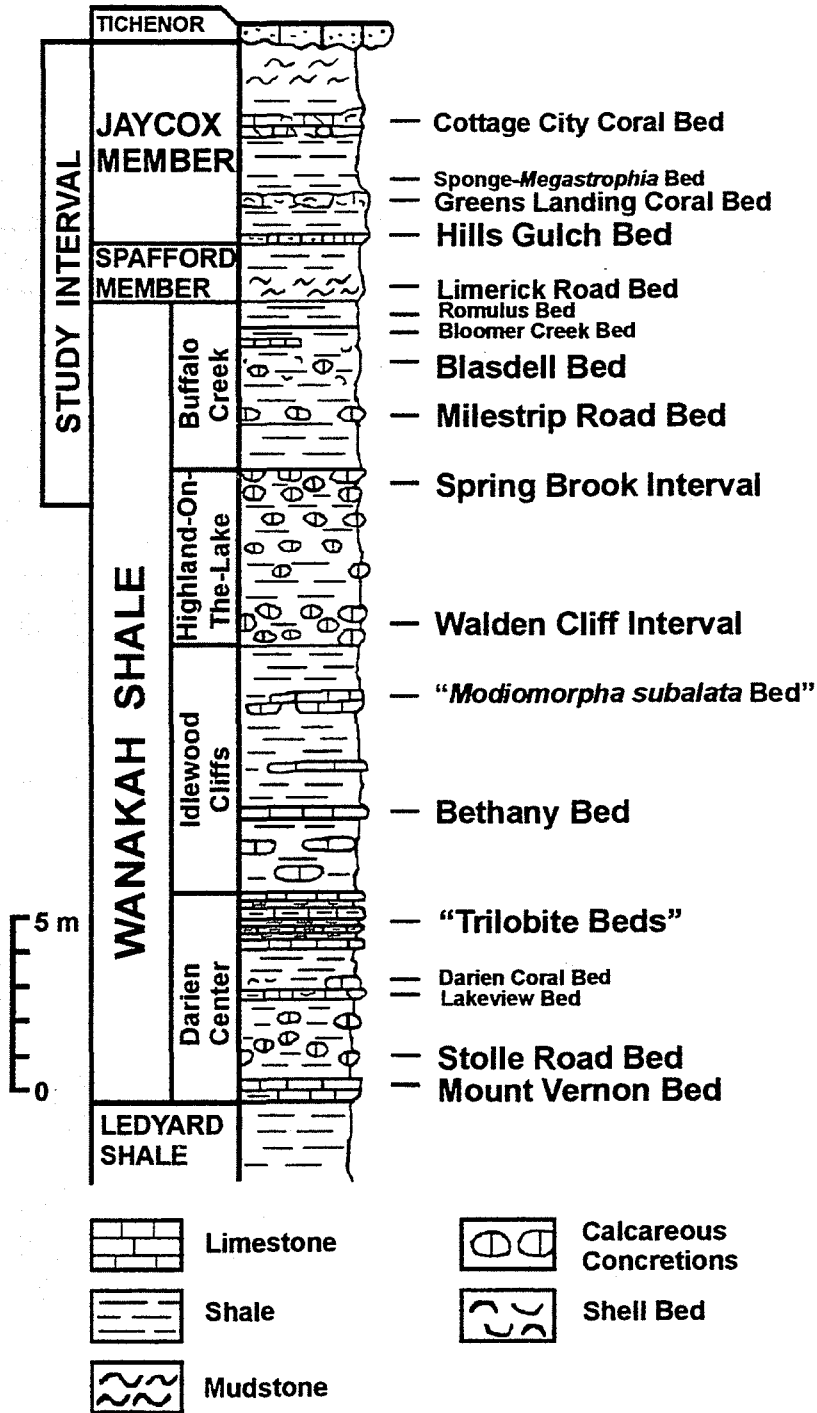 TICHENOR
STUDY INTERVAL
JAYCOX
MEMBER
SPAFFORD
MEMBER
WANAKAH SHALE
Buffalo
Creek
Highland-On-
The-Lake
Idlewood
Cliffs
Darien
Center
LEDYARD
SHALE
Cottage City Coral Bed
Sponge-Megastrophia Bed
Greens Landing Coral Bed
Hills Gulch Bed
Limerick Road Bed
Romulus Bed
Bloomer Creek Bed
Blasdell Bed
Milestrip Road Bed
Spring Brook Interval
Walden Cliff Interval
“Modiomorpha subalata Bed”
Bethany Bed
“Trilobite Beds”
Darien Coral Bed
Lakeview Bed
Stolle Road Bed
Mount Vernon Bed
5 m
0
Limestone
Shale
Mudstone
Calcareous
Concretions
Shell Bed